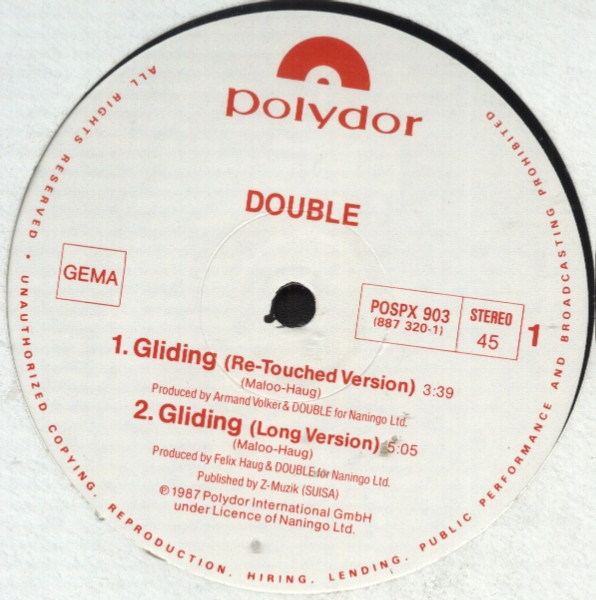 polydor
DOUBLE
GEMA
POSPX 903
(887 320-1)
STEREO
45
1
1. Gliding (Re-Touched Version) 3:39
(Maloo-Haug)
Produced by Armand Volker & DOUBLE for Naningo Ltd.
2. Gliding (Long Version) 5:05
(Maloo-Haug)
Produced by Felix Haug & DOUBLE for Naningo Ltd.
Published by Z-Muzik (SUISA)
℗ 1987 Polydor International GmbH
under Licence of Naningo Ltd.
ALL RIGHTS RESERVED • UNAUTHORIZED COPYING, REPRODUCTION, HIRING, LENDING, PUBLIC PERFORMANCE AND BROADCASTING PROHIBITED